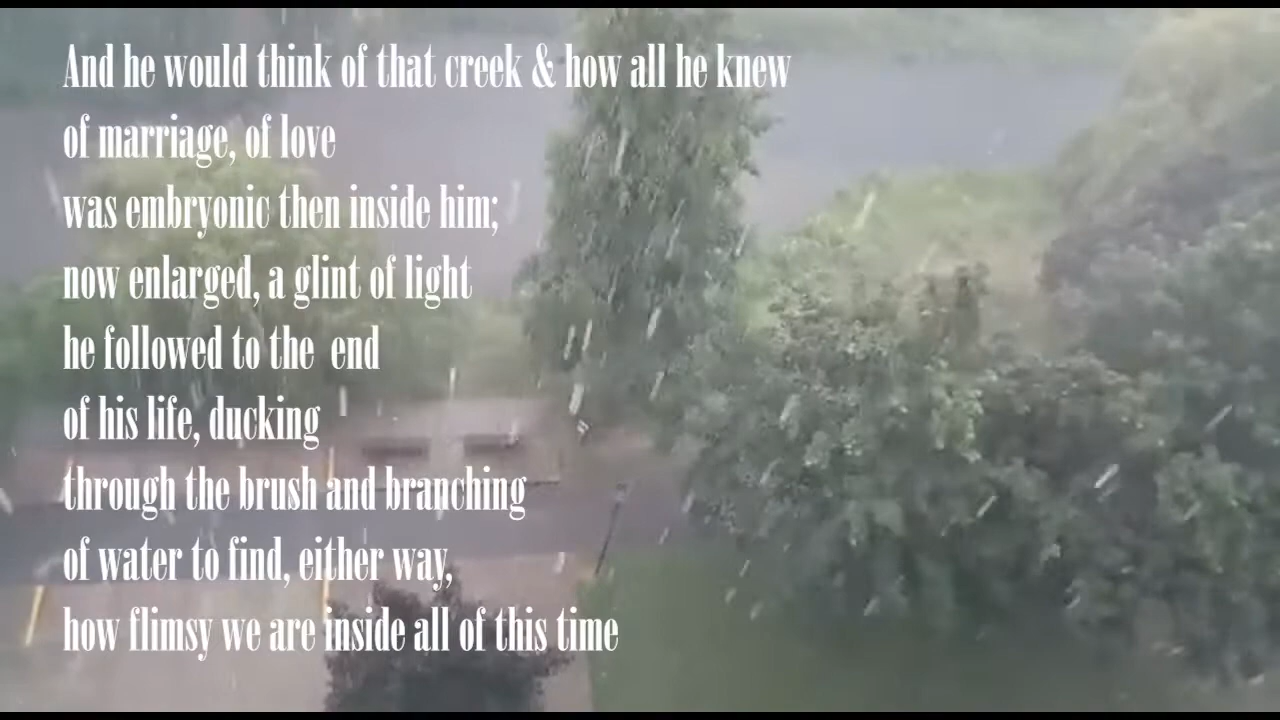 And he would think of that creek & how all he knew
of marriage, of love
was embryonic then inside him;
now enlarged, a glint of light
he followed to the end
of his life, ducking
through the brush and branching
of water to find, either way,
how flimsy we are inside all of this time